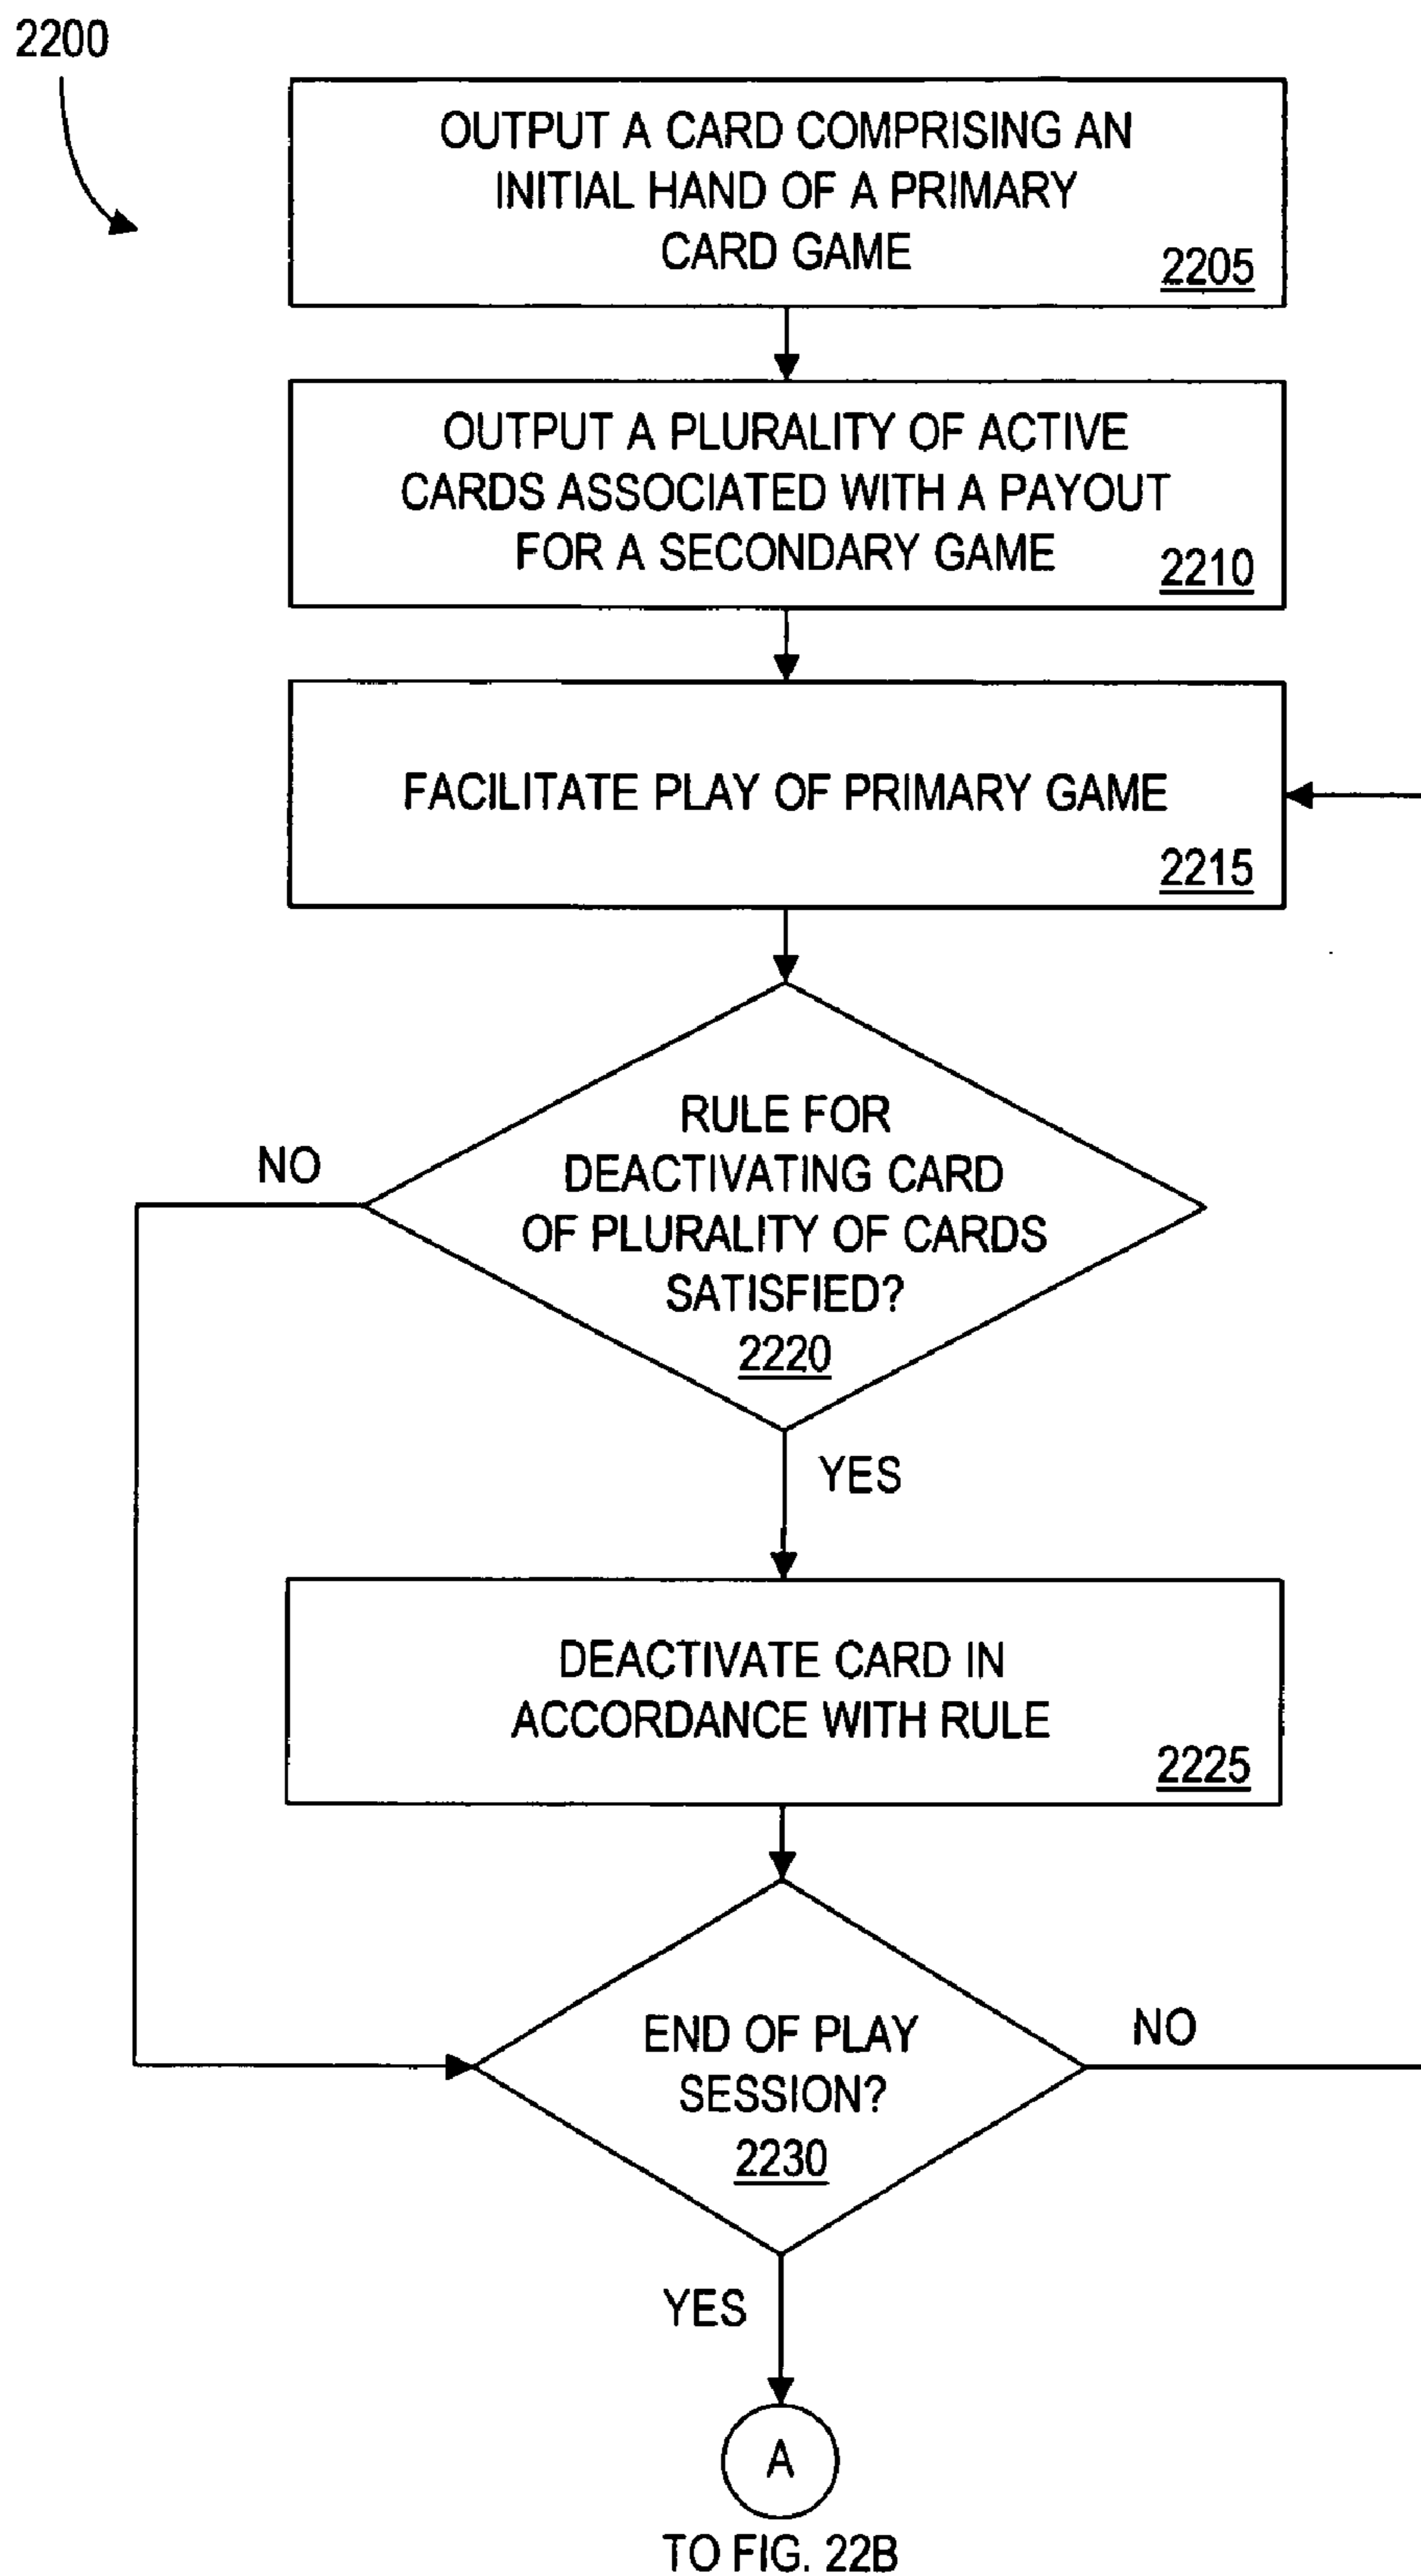 2200
OUTPUT A CARD COMPRISING AN
INITIAL HAND OF A PRIMARY
CARD GAME
2205
OUTPUT A PLURALITY OF ACTIVE
CARDS ASSOCIATED WITH A PAYOUT
FOR A SECONDARY GAME
2210
FACILITATE PLAY OF PRIMARY GAME
2215
RULE FOR
DEACTIVATING CARD
OF PLURALITY OF CARDS
SATISFIED?
2220
NO
YES
DEACTIVATE CARD IN
ACCORDANCE WITH RULE
2225
END OF PLAY
SESSION?
2230
NO
YES
A
TO FIG. 22B